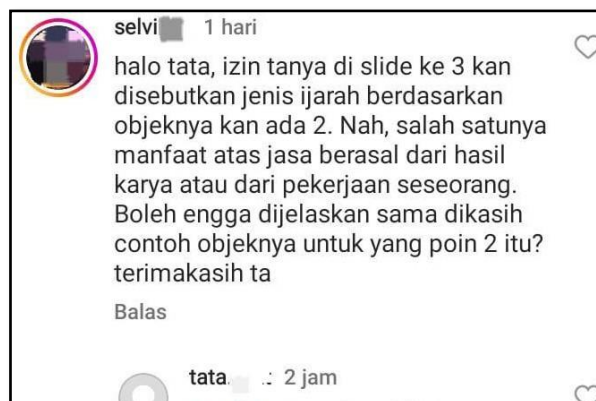 selvi 1 hari
halo tata, izin tanya di slide ke 3 kan
disebutkan jenis ijarah berdasarkan
objeknya kan ada 2. Nah, salah satunya
manfaat atas jasa berasal dari hasil
karya atau dari pekerjaan seseorang.
Boleh engga dijelaskan sama dikasih
contoh objeknya untuk yang poin 2 itu?
terimakasih ta
Balas
tata 2 jam